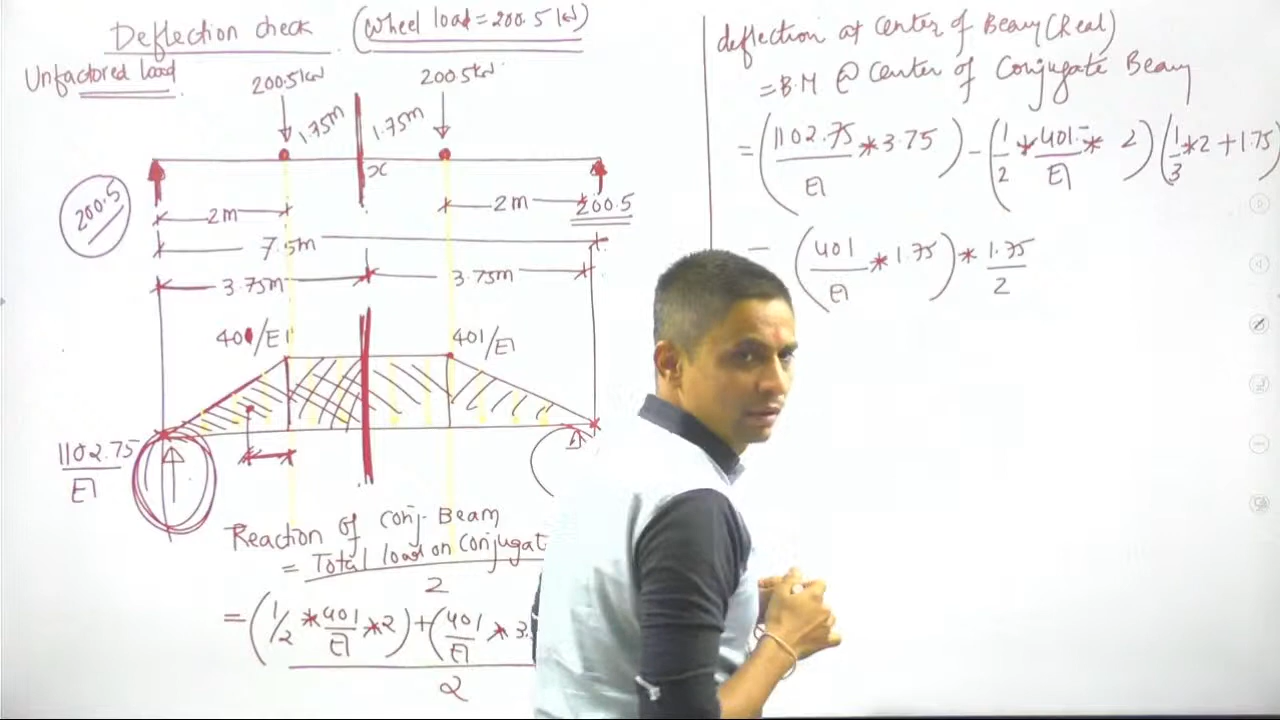 Deflection check (Wheel load = 200.5 kN)
Unfactored load
200.5kN 200.5kN
1.75m 1.75m
x
200.5
2m 2m 200.5
7.5m
3.75m 3.75m
401/EI 401/EI
1102.75
EI
Reaction of conj. Beam
= Total load on conjugat
2
= (1/2 * 401/EI * 2) + (401/EI * 3.
2
deflection at center of Beam (Real)
= B.M @ center of Conjugate Beam
= (1102.75/EI * 3.75) - (1/2 * 401/EI * 2) (1/3 * 2 + 1.75)
- (401/EI * 1.75) * 1.75/2